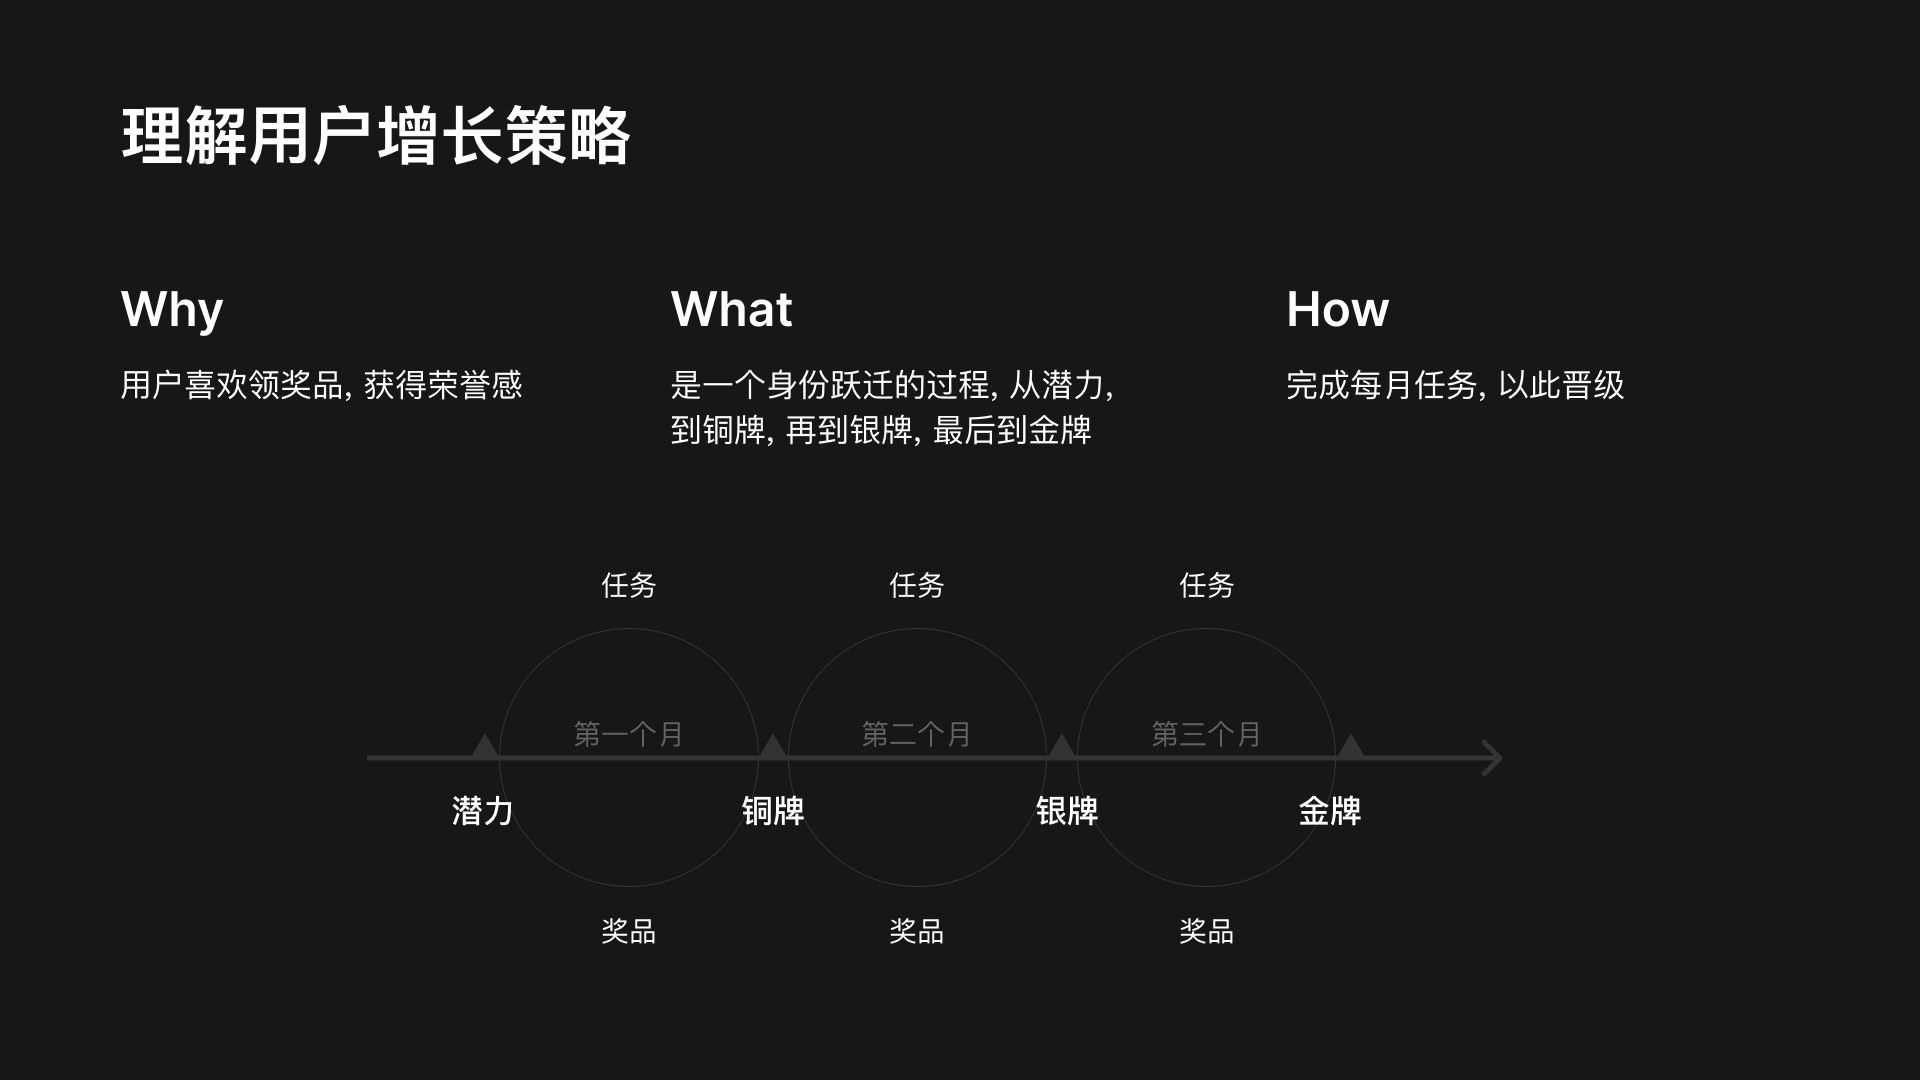 理解用户增长策略
Why
用户喜欢领奖品, 获得荣誉感
What
是一个身份跃迁的过程, 从潜力,
到铜牌, 再到银牌, 最后到金牌
How
完成每月任务, 以此晋级
任务
任务
任务
第一个月
第二个月
第三个月
潜力
铜牌
银牌
金牌
奖品
奖品
奖品